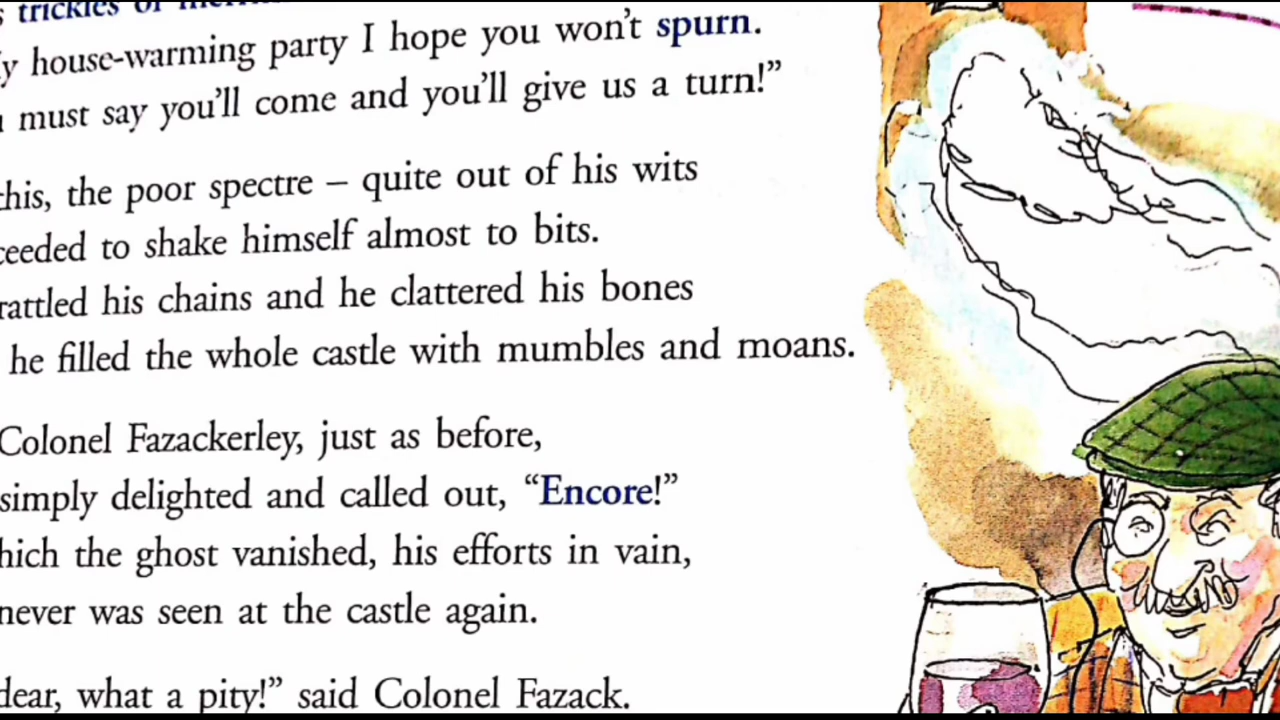 trickles of
house-warming party I hope you won't spurn.
must say you'll come and you'll give us a turn!"
this, the poor spectre – quite out of his wits
ceeded to shake himself almost to bits.
rattled his chains and he clattered his bones
he filled the whole castle with mumbles and moans.
Colonel Fazackerley, just as before,
simply delighted and called out, "Encore!"
hich the ghost vanished, his efforts in vain,
never was seen at the castle again.
dear, what a pity!" said Colonel Fazack.